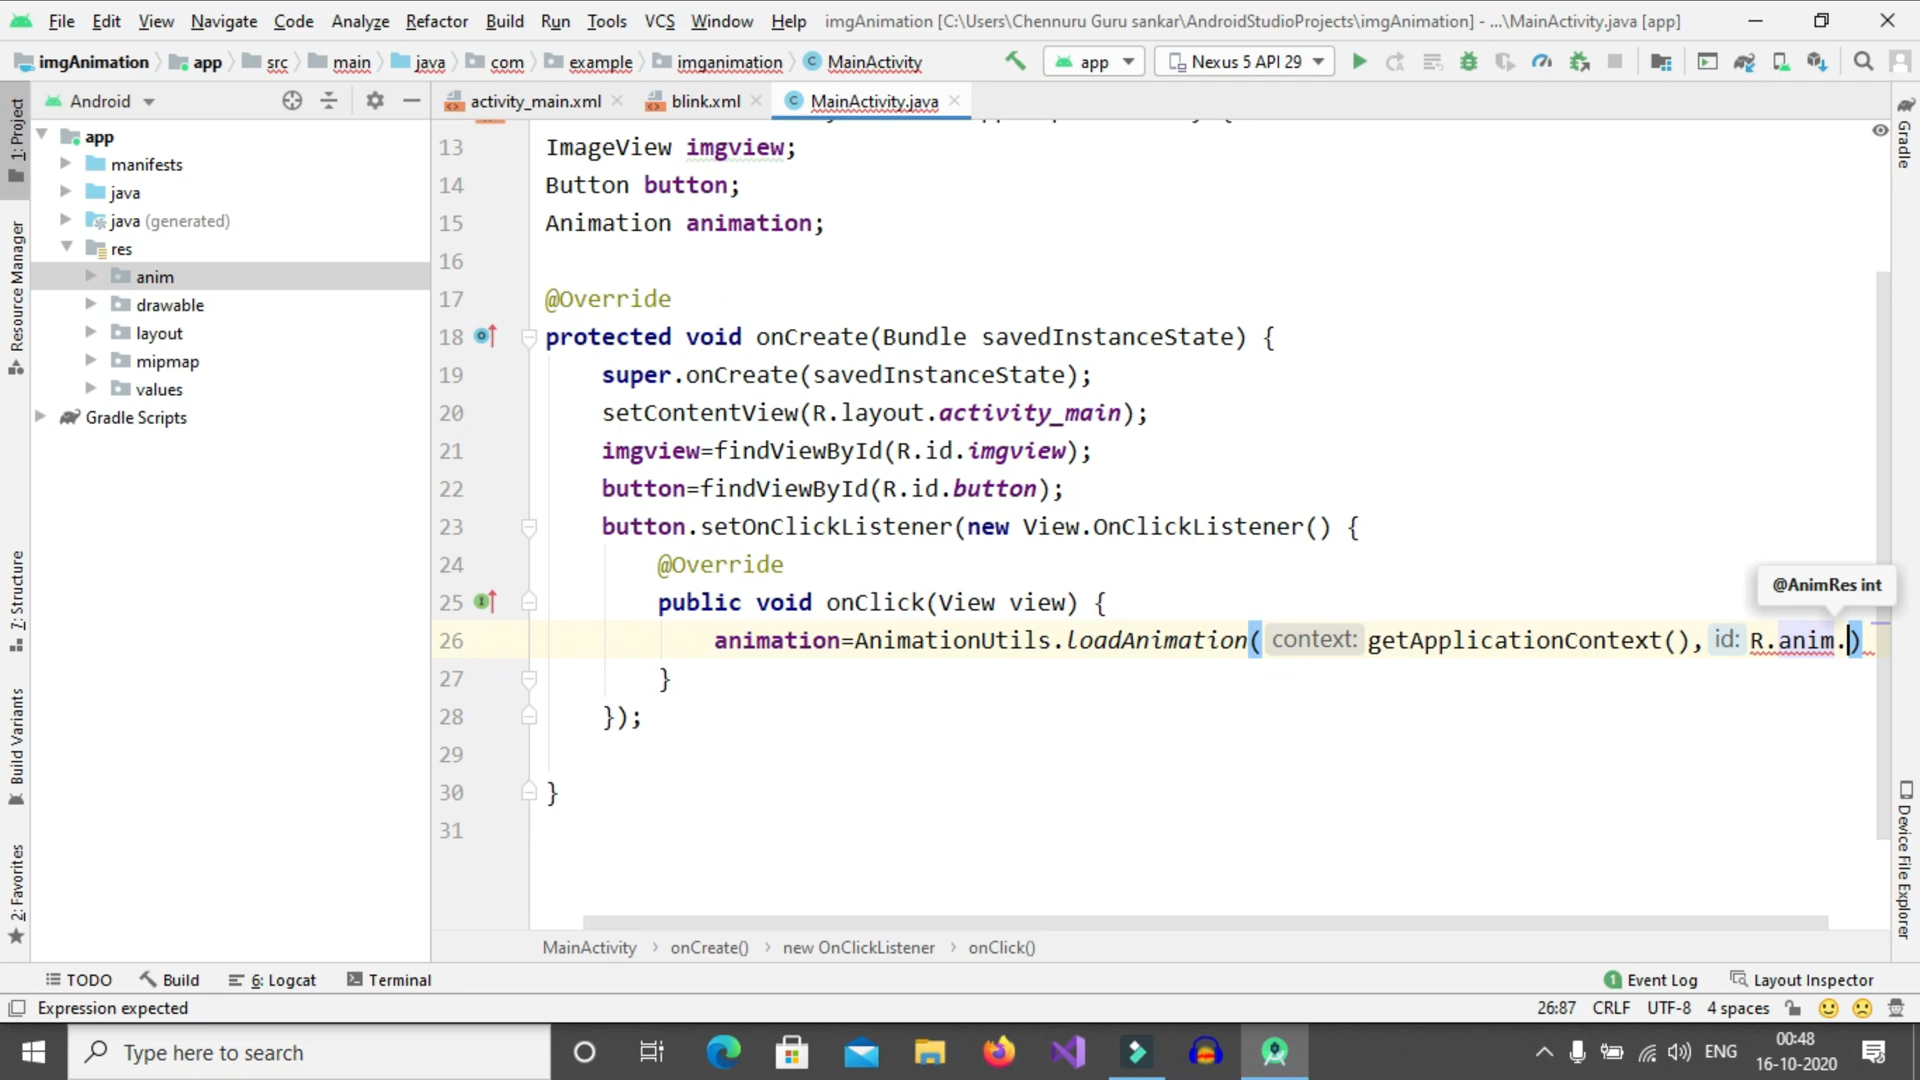 File Edit View Navigate Code Analyze Refactor Build Run Tools VCS Window Help imgAnimation [C:\Users\Chennuru Guru sankar\AndroidStudioProjects\imgAnimation] - ...\MainActivity.java [app]
imgAnimation app src main java com example imganimation MainActivity app Nexus 5 API 29
Android
activity_main.xml blink.xml MainActivity.java
1: Project
Resource Manager
7: Structure
Build Variants
2: Favorites
app
manifests
java
java (generated)
res
anim
drawable
layout
mipmap
values
Gradle Scripts
13 ImageView imgview;
14 Button button;
15 Animation animation;
16
17 @Override
18 protected void onCreate(Bundle savedInstanceState) {
19 super.onCreate(savedInstanceState);
20 setContentView(R.layout.activity_main);
21 imgview=findViewById(R.id.imgview);
22 button=findViewById(R.id.button);
23 button.setOnClickListener(new View.OnClickListener() {
24 @Override
@AnimRes int
25 public void onClick(View view) {
26 animation=AnimationUtils.loadAnimation( context: getApplicationContext(), id: R.anim.)
27 }
28 });
29
30 }
31
Gradle
Device File Explorer
MainActivity › onCreate() › new OnClickListener › onClick()
TODO Build 6: Logcat Terminal 1 Event Log Layout Inspector
Expression expected 26:87 CRLF UTF-8 4 spaces
Type here to search ENG 00:48
16-10-2020